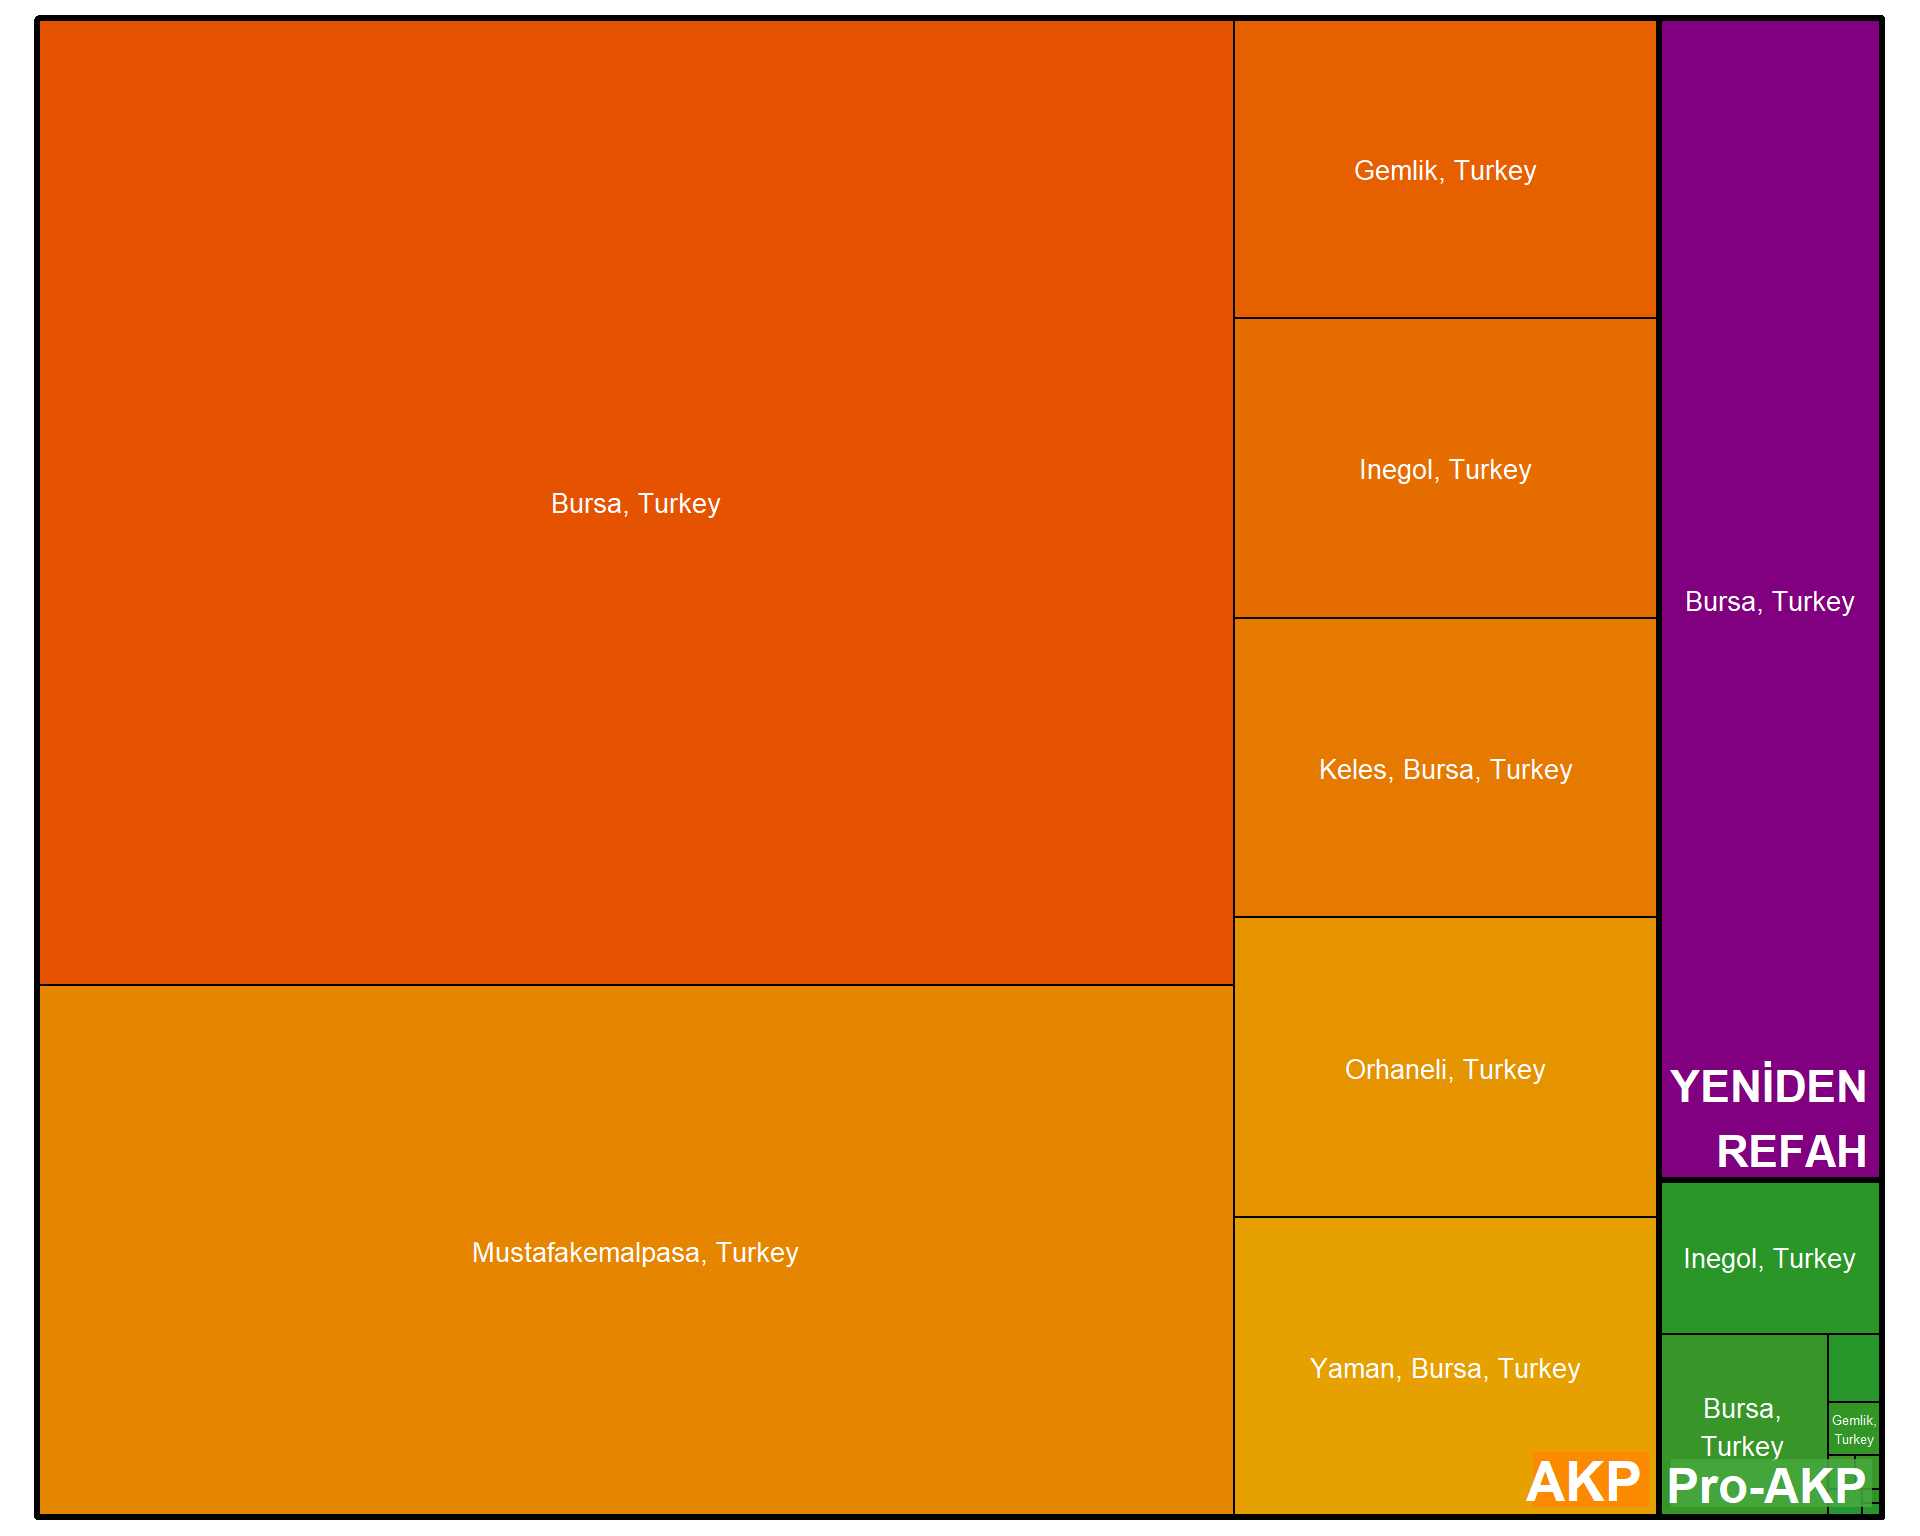 Bursa, Turkey
Mustafakemalpasa, Turkey
Gemlik, Turkey
Inegol, Turkey
Keles, Bursa, Turkey
Orhaneli, Turkey
Yaman, Bursa, Turkey
AKP
Bursa, Turkey
YENİDEN
REFAH
Inegol, Turkey
Bursa,
Turkey
Gemlik,
Turkey
Pro-AKP